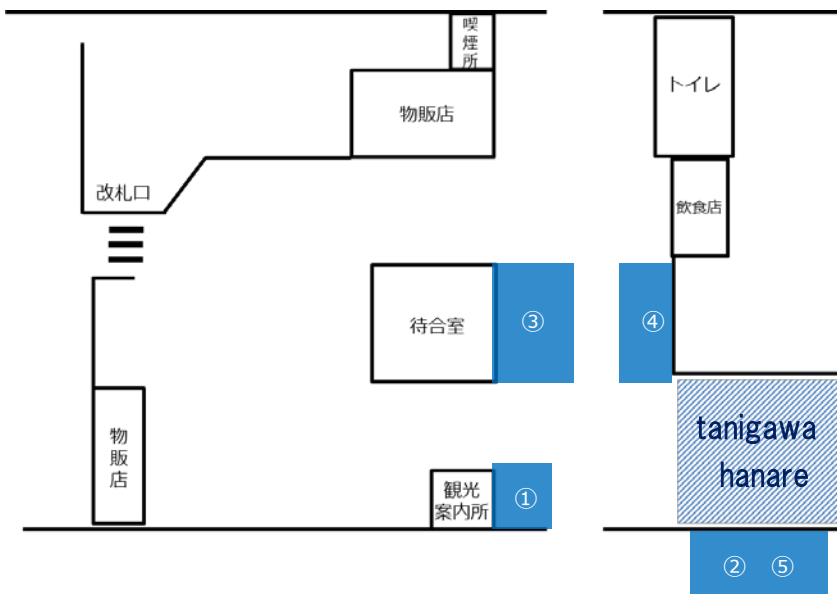 喫煙所
物販店
トイレ
改札口
飲食店
待合室
③
④
物販店
tanigawa
hanare
観光
案内所
①
② ⑤